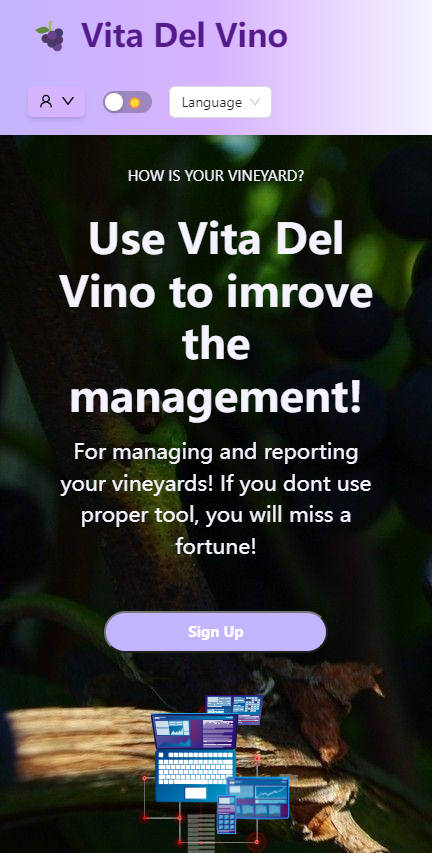 Vita Del Vino
Language
HOW IS YOUR VINEYARD?
Use Vita Del
Vino to imrove
the
management!
For managing and reporting
your vineyards! If you dont use
proper tool, you will miss a
fortune!
Sign Up